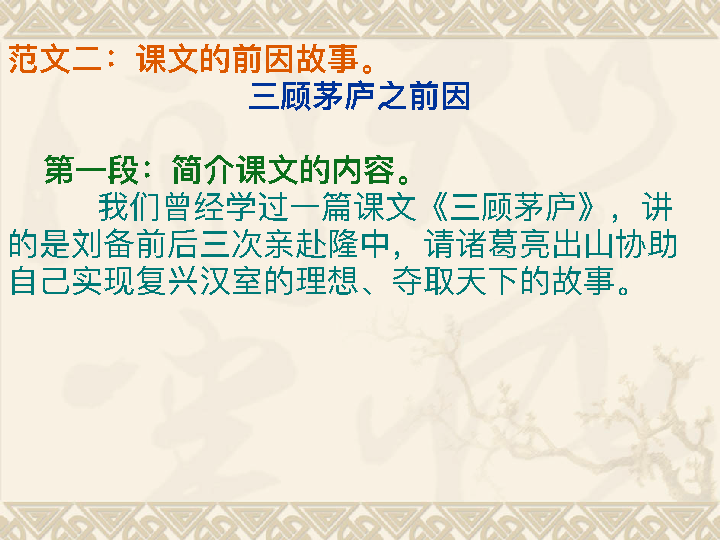 范文二：课文的前因故事。
三顾茅庐之前因
第一段：简介课文的内容。
我们曾经学过一篇课文《三顾茅庐》，讲
的是刘备前后三次亲赴隆中，请诸葛亮出山协助
自己实现复兴汉室的理想、夺取天下的故事。